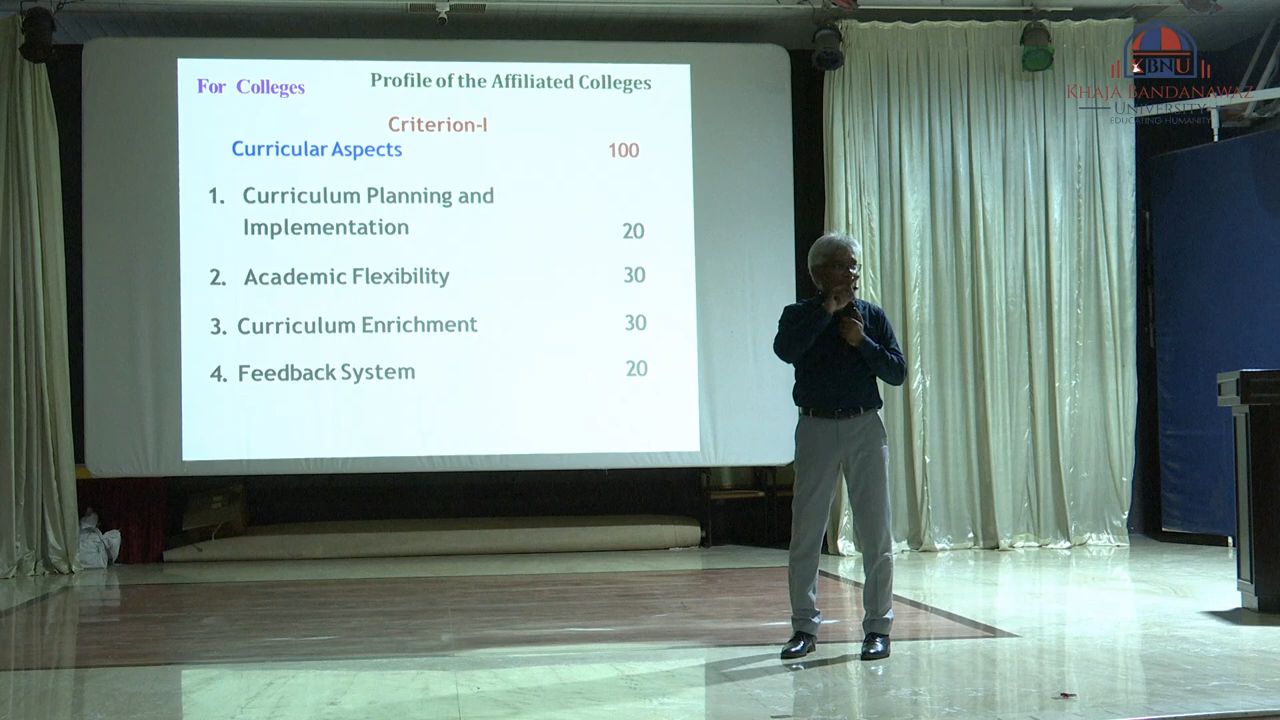 For Colleges
Profile of the Affiliated Colleges
Criterion-I
Curricular Aspects 100
1. Curriculum Planning and
Implementation 20
2. Academic Flexibility 30
3. Curriculum Enrichment 30
4. Feedback System 20
KBNU
KHAJA BANDANAWAZ
UNIVERSITY
EDUCATING HUMANITY